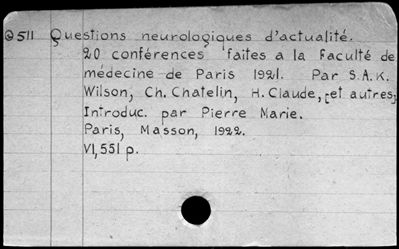 Q511 Questions neurologiques d'actualité.
20 conférences faites a la Faculté de
médecine de Paris 1921. Par S.A.K.
Wilson, Ch. Chatelin, H. Claude, [et autres]
Introduc. par Pierre Marie.
Paris, Masson, 1922.
VI, 551 p.